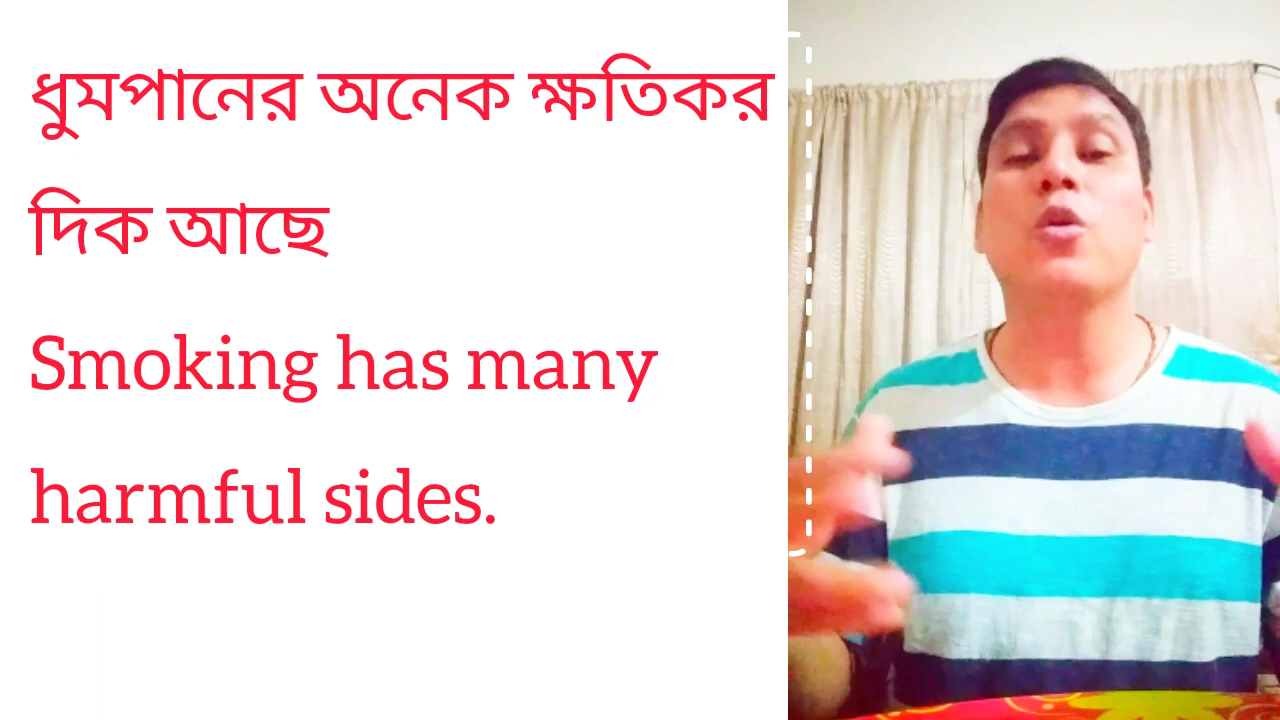 ধুমপানের অনেক ক্ষতিকর
দিক আছে
Smoking has many
harmful sides.